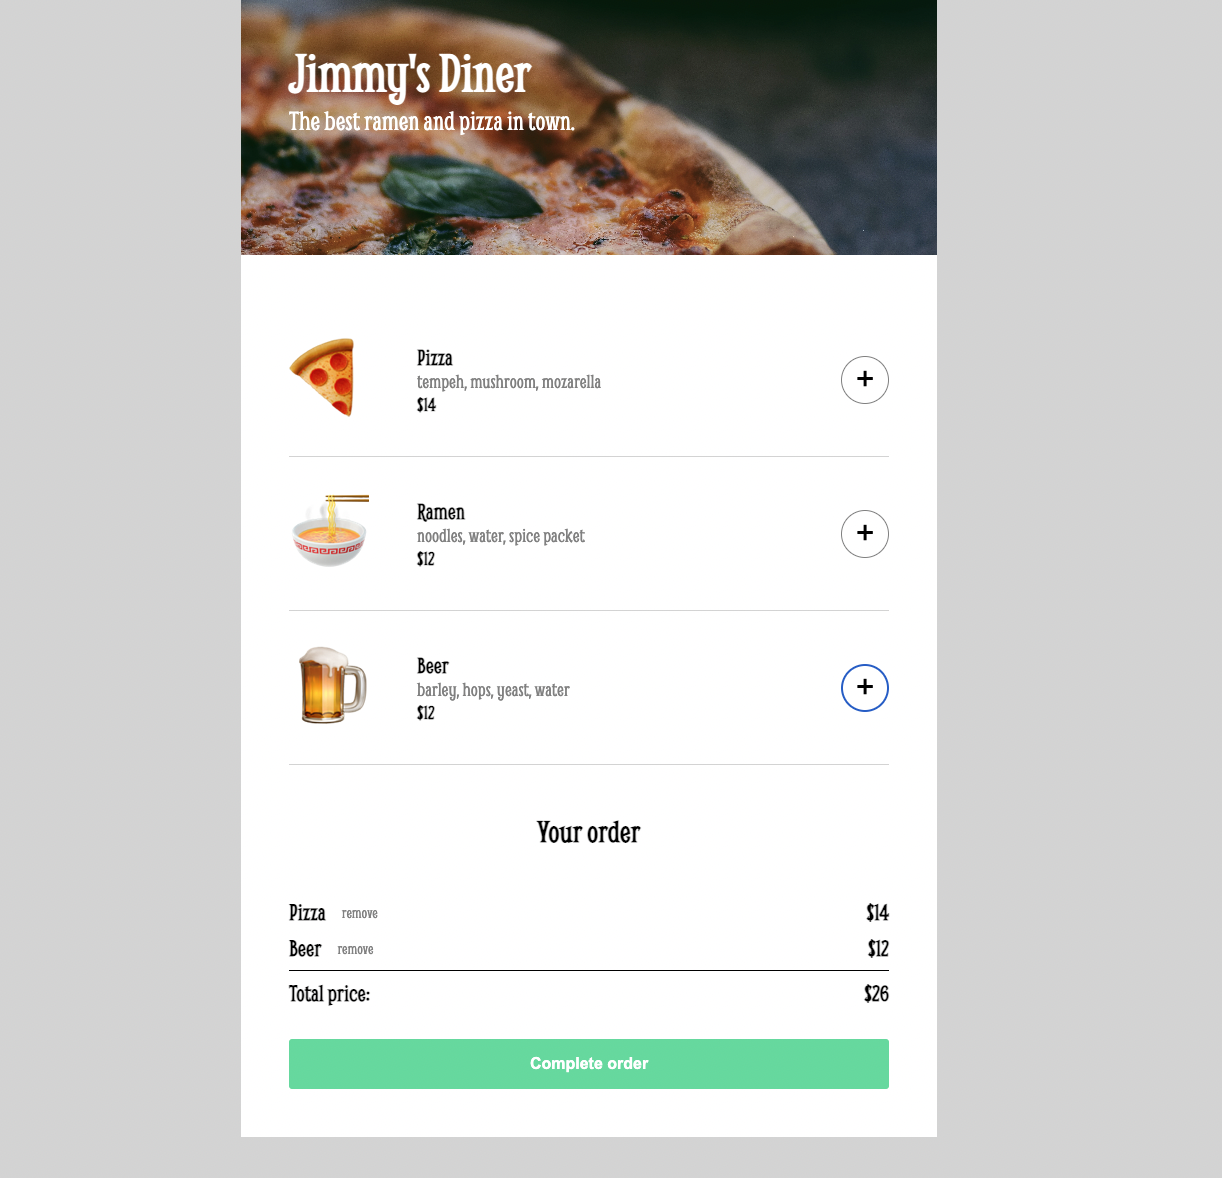 Jimmy's Diner
The best ramen and pizza in town.
Pizza
tempeh, mushroom, mozarella
$14
+
Ramen
noodles, water, spice packet
$12
+
Beer
barley, hops, yeast, water
$12
+
Your order
Pizza remove $14
Beer remove $12
Total price: $26
Complete order